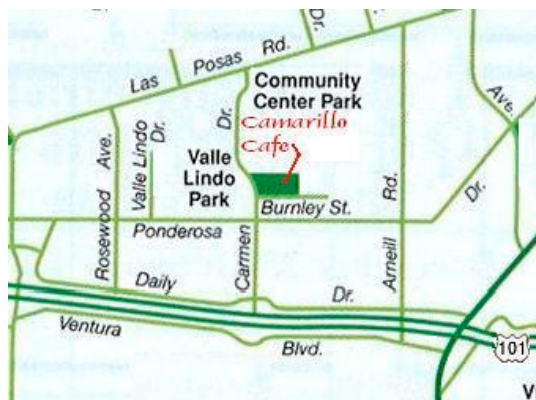 Dr.
Las Posas Rd.
Community
Center Park
Camarillo
Cafe
Ave.
Rosewood Ave.
Valle Lindo
Dr.
Dr.
Valle
Lindo
Park
Burnley St.
Rd.
Dr.
Ponderosa
Carmen
Arneill
Daily
Dr.
Ventura
Blvd.
101
V